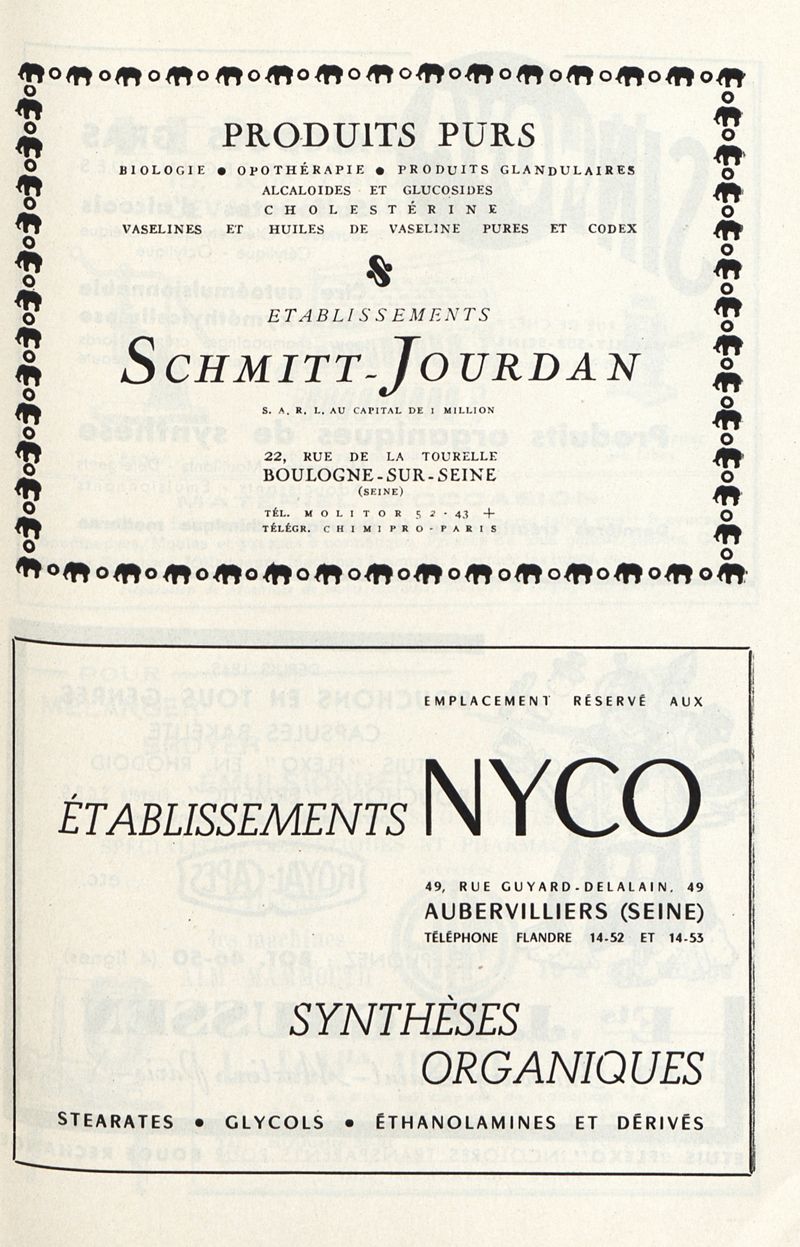 PRODUITS PURS
BIOLOGIE • OPOTHÉRAPIE • PRODUITS GLANDULAIRES
ALCALOIDES ET GLUCOSIDES
CHOLESTÉRINE
VASELINES ET HUILES DE VASELINE PURES ET CODEX
ETABLISSEMENTS
SCHMITT-JOURDAN
S. A. R. L. AU CAPITAL DE 1 MILLION
22, RUE DE LA TOURELLE
BOULOGNE-SUR-SEINE
(SEINE)
TÉL. MOLITOR 52-43 +
TÉLÉGR. CHIMIPRO-PARIS
EMPLACEMENT RÉSERVÉ AUX
ÉTABLISSEMENTS NYCO
49, RUE GUYARD-DELALAIN, 49
AUBERVILLIERS (SEINE)
TÉLÉPHONE FLANDRE 14-52 ET 14-53
SYNTHÈSES
ORGANIQUES
STEARATES • GLYCOLS • ÉTHANOLAMINES ET DÉRIVÉS